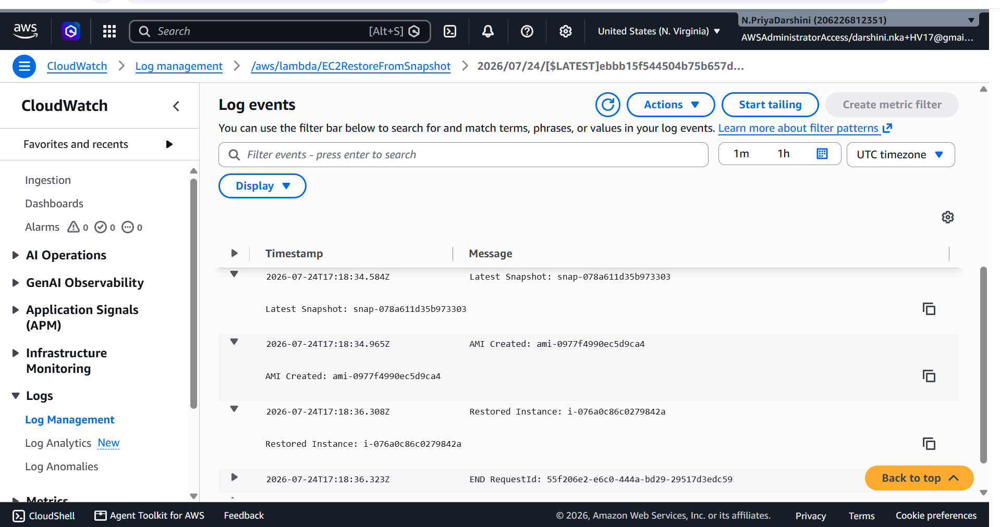 aws
Search [Alt+S]
United States (N. Virginia)
N.PriyaDarshini (206226812351)
AWSAdministratorAccess/darshini.nka+HV17@gmai...
CloudWatch
Log management
/aws/lambda/EC2RestoreFromSnapshot
2026/07/24/[$LATEST]ebbb15f544504b75b657d...
CloudWatch
Favorites and recents
Ingestion
Dashboards
Alarms 0 0 0
AI Operations
GenAI Observability
Application Signals
(APM)
Infrastructure
Monitoring
Logs
Log Management
Log Analytics New
Log Anomalies
Metrics
Log events
Actions
Start tailing
Create metric filter
You can use the filter bar below to search for and match terms, phrases, or values in your log events. Learn more about filter patterns
Filter events - press enter to search
1m 1h
UTC timezone
Display
Timestamp Message
2026-07-24T17:18:34.584Z Latest Snapshot: snap-078a611d35b973303
Latest Snapshot: snap-078a611d35b973303
2026-07-24T17:18:34.965Z AMI Created: ami-0977f4990ec5d9ca4
AMI Created: ami-0977f4990ec5d9ca4
2026-07-24T17:18:36.308Z Restored Instance: i-076a0c86c0279842a
Restored Instance: i-076a0c86c0279842a
2026-07-24T17:18:36.323Z END RequestId: 55f206e2-e6c0-444a-bd29-29517d3edc59
Back to top
CloudShell
Agent Toolkit for AWS
Feedback
© 2026, Amazon Web Services, Inc. or its affiliates.
Privacy
Terms
Cookie preferences